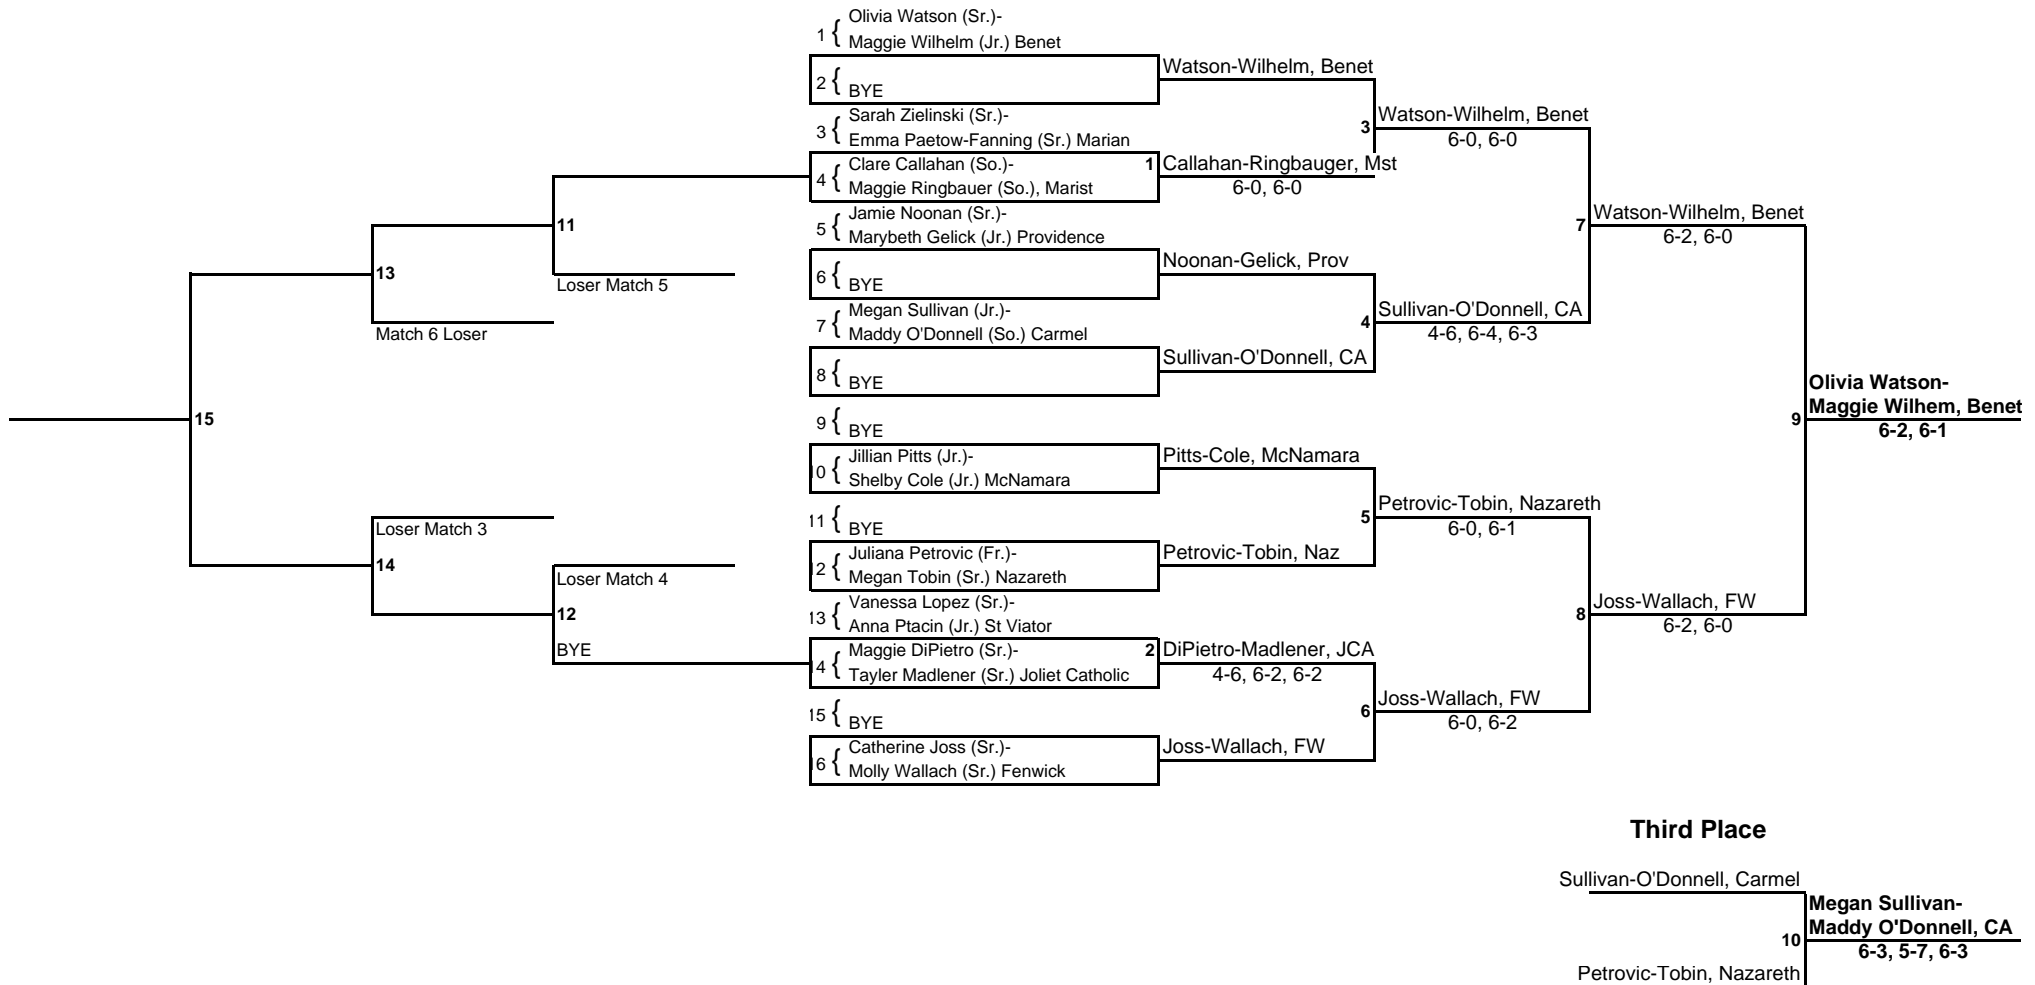 Olivia Watson (Sr.)-
1 {
Maggie Wilhelm (Jr.) Benet
Watson-Wilhelm, Benet
2 {
BYE
Sarah Zielinski (Sr.)-
3 {
Emma Paetow-Fanning (Sr.) Marian
3
Watson-Wilhelm, Benet
6-0, 6-0
Clare Callahan (So.)-
4 {
Maggie Ringbauer (So.), Marist
1
Callahan-Ringbauger, Mst
6-0, 6-0
Jamie Noonan (Sr.)-
5 {
Marybeth Gelick (Jr.) Providence
11
7
Watson-Wilhelm, Benet
6-2, 6-0
Noonan-Gelick, Prov
6 {
BYE
13
Loser Match 5
Megan Sullivan (Jr.)-
7 {
Maddy O'Donnell (So.) Carmel
Match 6 Loser
4
Sullivan-O'Donnell, CA
4-6, 6-4, 6-3
Sullivan-O'Donnell, CA
8 {
BYE
15
9 {
BYE
9
Olivia Watson-
Maggie Wilhem, Benet
6-2, 6-1
Jillian Pitts (Jr.)-
10 {
Shelby Cole (Jr.) McNamara
Pitts-Cole, McNamara
11 {
BYE
Loser Match 3
5
Petrovic-Tobin, Nazareth
6-0, 6-1
Juliana Petrovic (Fr.)-
12 {
Megan Tobin (Sr.) Nazareth
Petrovic-Tobin, Naz
14
Loser Match 4
Vanessa Lopez (Sr.)-
13 {
Anna Ptacin (Jr.) St Viator
12
8
Joss-Wallach, FW
6-2, 6-0
BYE
Maggie DiPietro (Sr.)-
14 {
Tayler Madlener (Sr.) Joliet Catholic
2
DiPietro-Madlener, JCA
4-6, 6-2, 6-2
15 {
BYE
6
Joss-Wallach, FW
6-0, 6-2
Catherine Joss (Sr.)-
16 {
Molly Wallach (Sr.) Fenwick
Joss-Wallach, FW
Third Place
Sullivan-O'Donnell, Carmel
10
Megan Sullivan-
Maddy O'Donnell, CA
6-3, 5-7, 6-3
Petrovic-Tobin, Nazareth